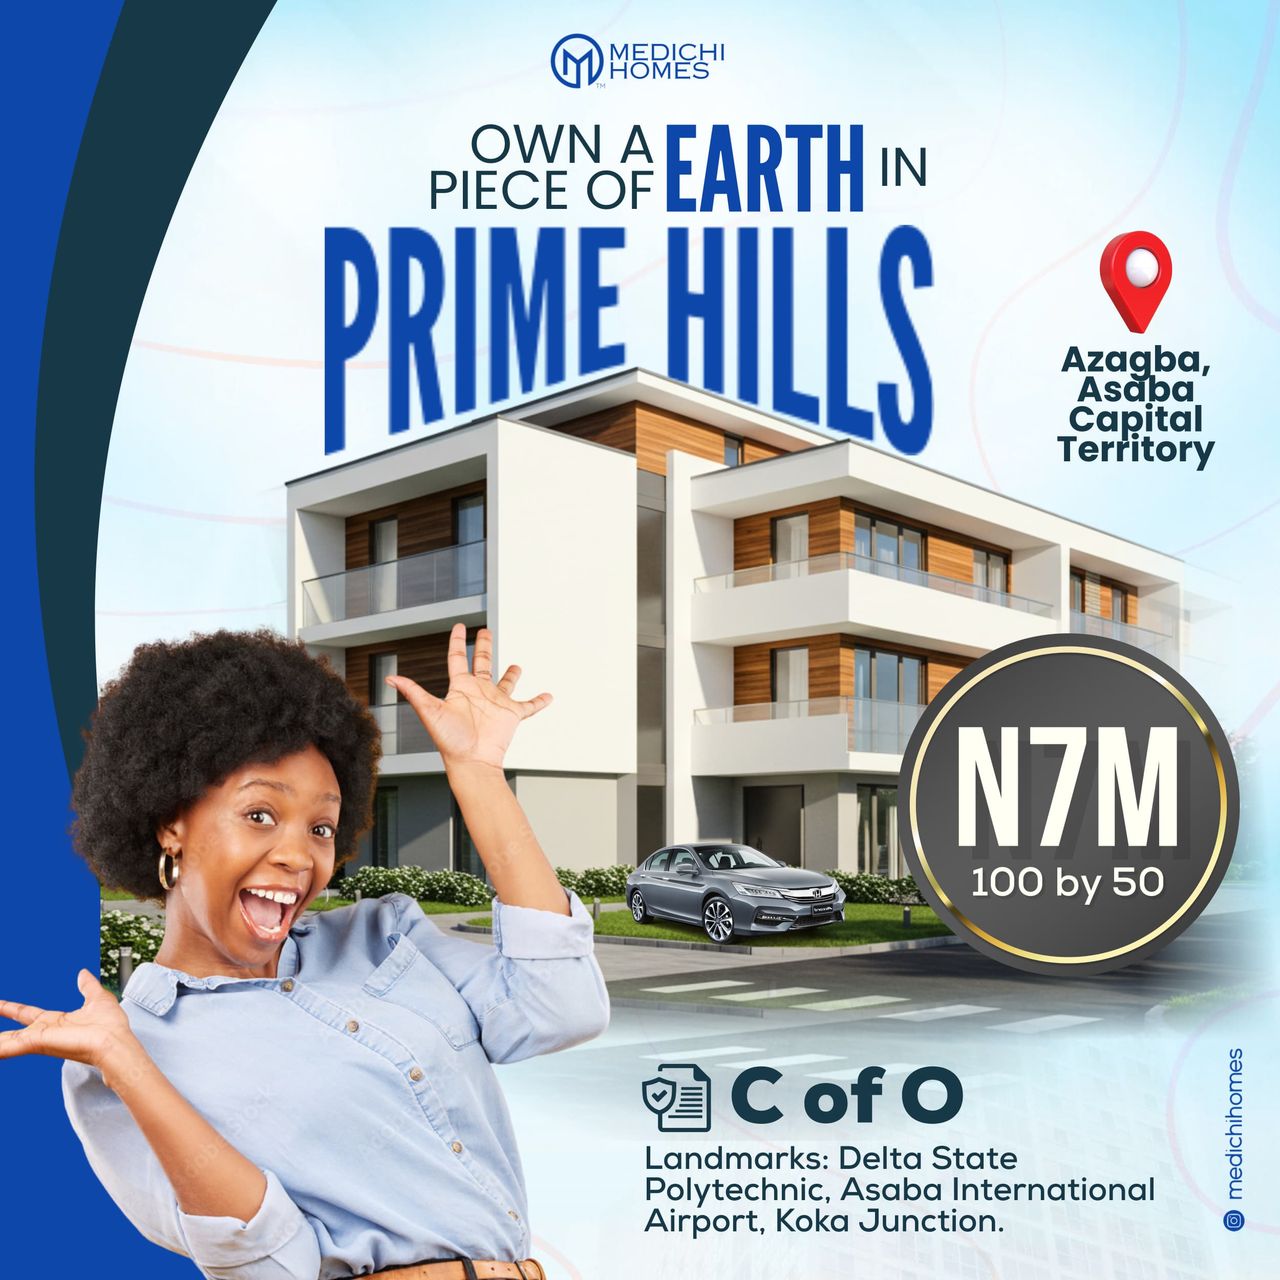 MEDICHI
HOMES
TM
OWN A
PIECE OF EARTH IN
PRIME HILLS
Azagba,
Asaba
Capital
Territory
N7M
100 by 50
C of O
Landmarks: Delta State
Polytechnic, Asaba International
Airport, Koka Junction.
medichihomes